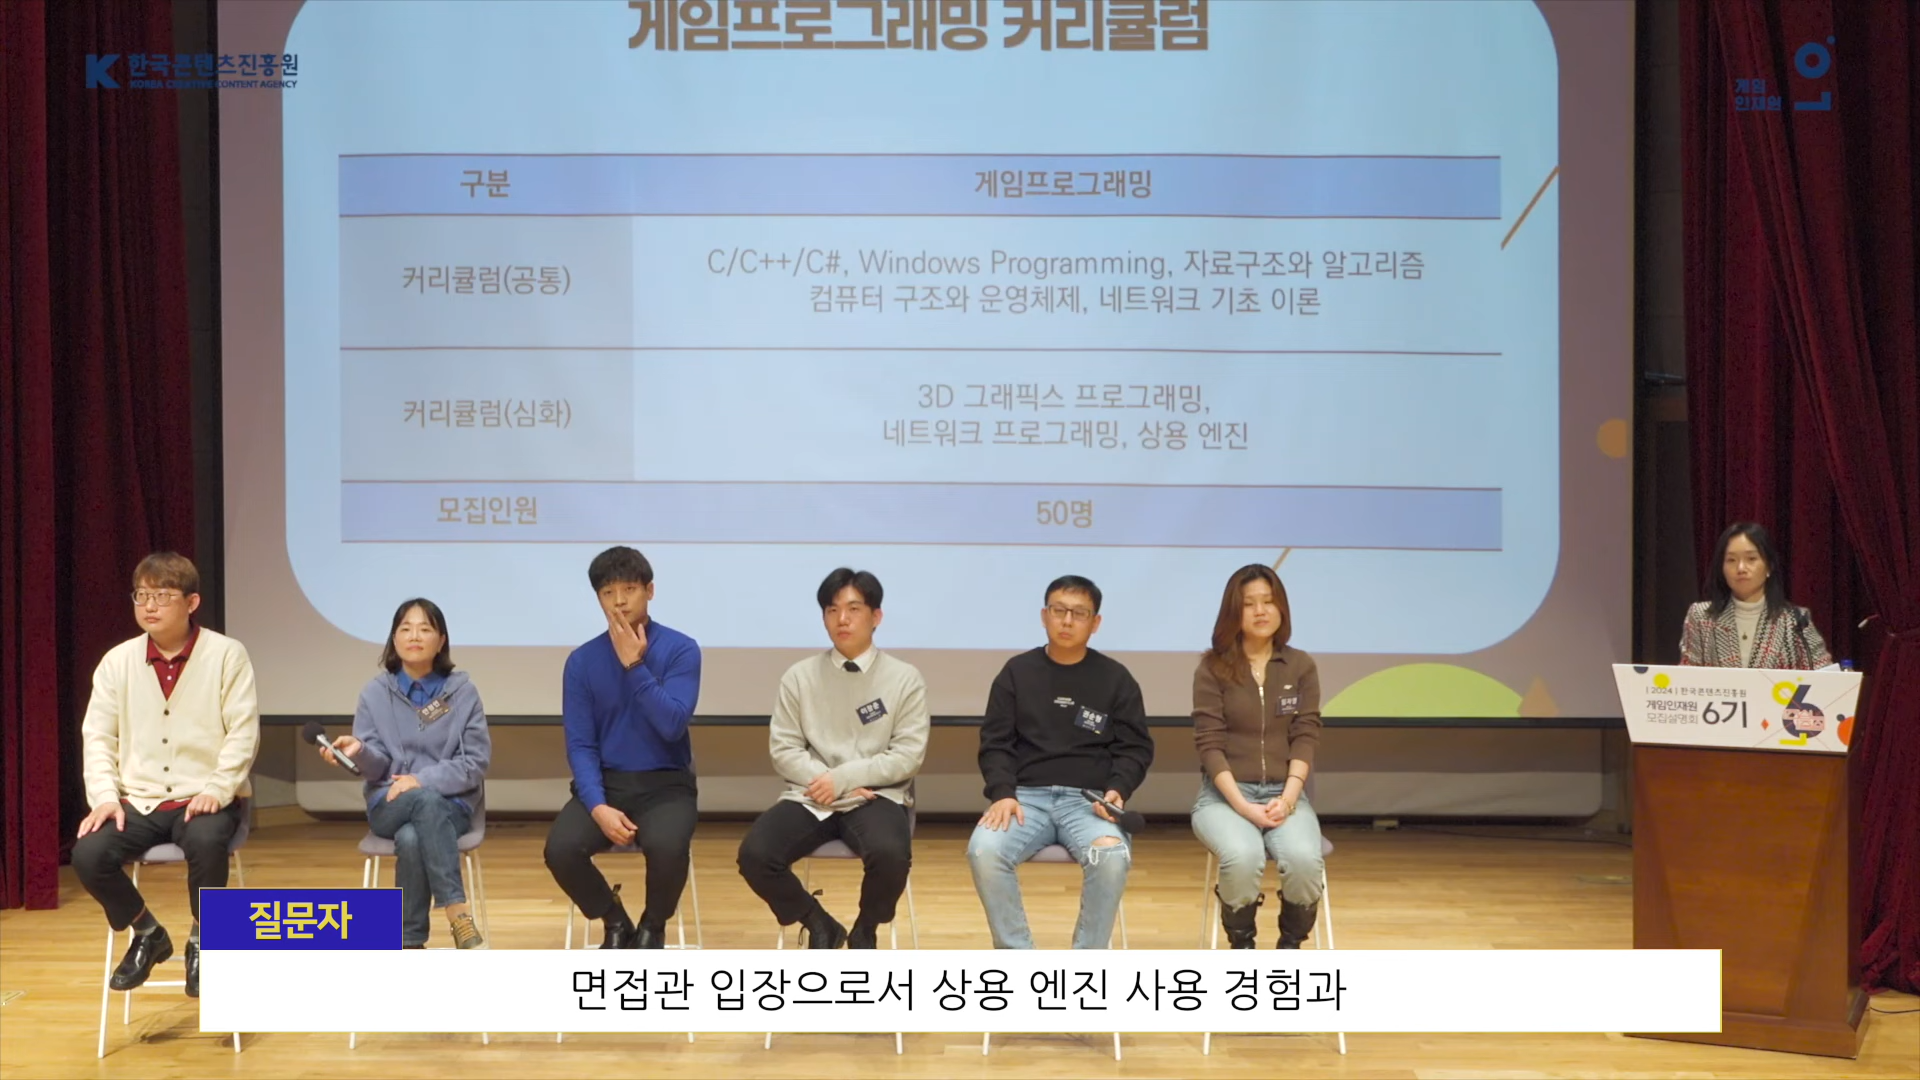 게임프로그래밍 커리큘럼
한국콘텐츠진흥원
KOREA CREATIVE CONTENT AGENCY
게임
인재원
구분
게임프로그래밍
커리큘럼(공통)
C/C++/C#, Windows Programming, 자료구조와 알고리즘
컴퓨터 구조와 운영체제, 네트워크 기초 이론
커리큘럼(심화)
3D 그래픽스 프로그래밍,
네트워크 프로그래밍, 상용 엔진
모집인원
50명
| 2024 | 한국콘텐츠진흥원
게임인재원
모집설명회
6기
질문자
면접관 입장으로서 상용 엔진 사용 경험과